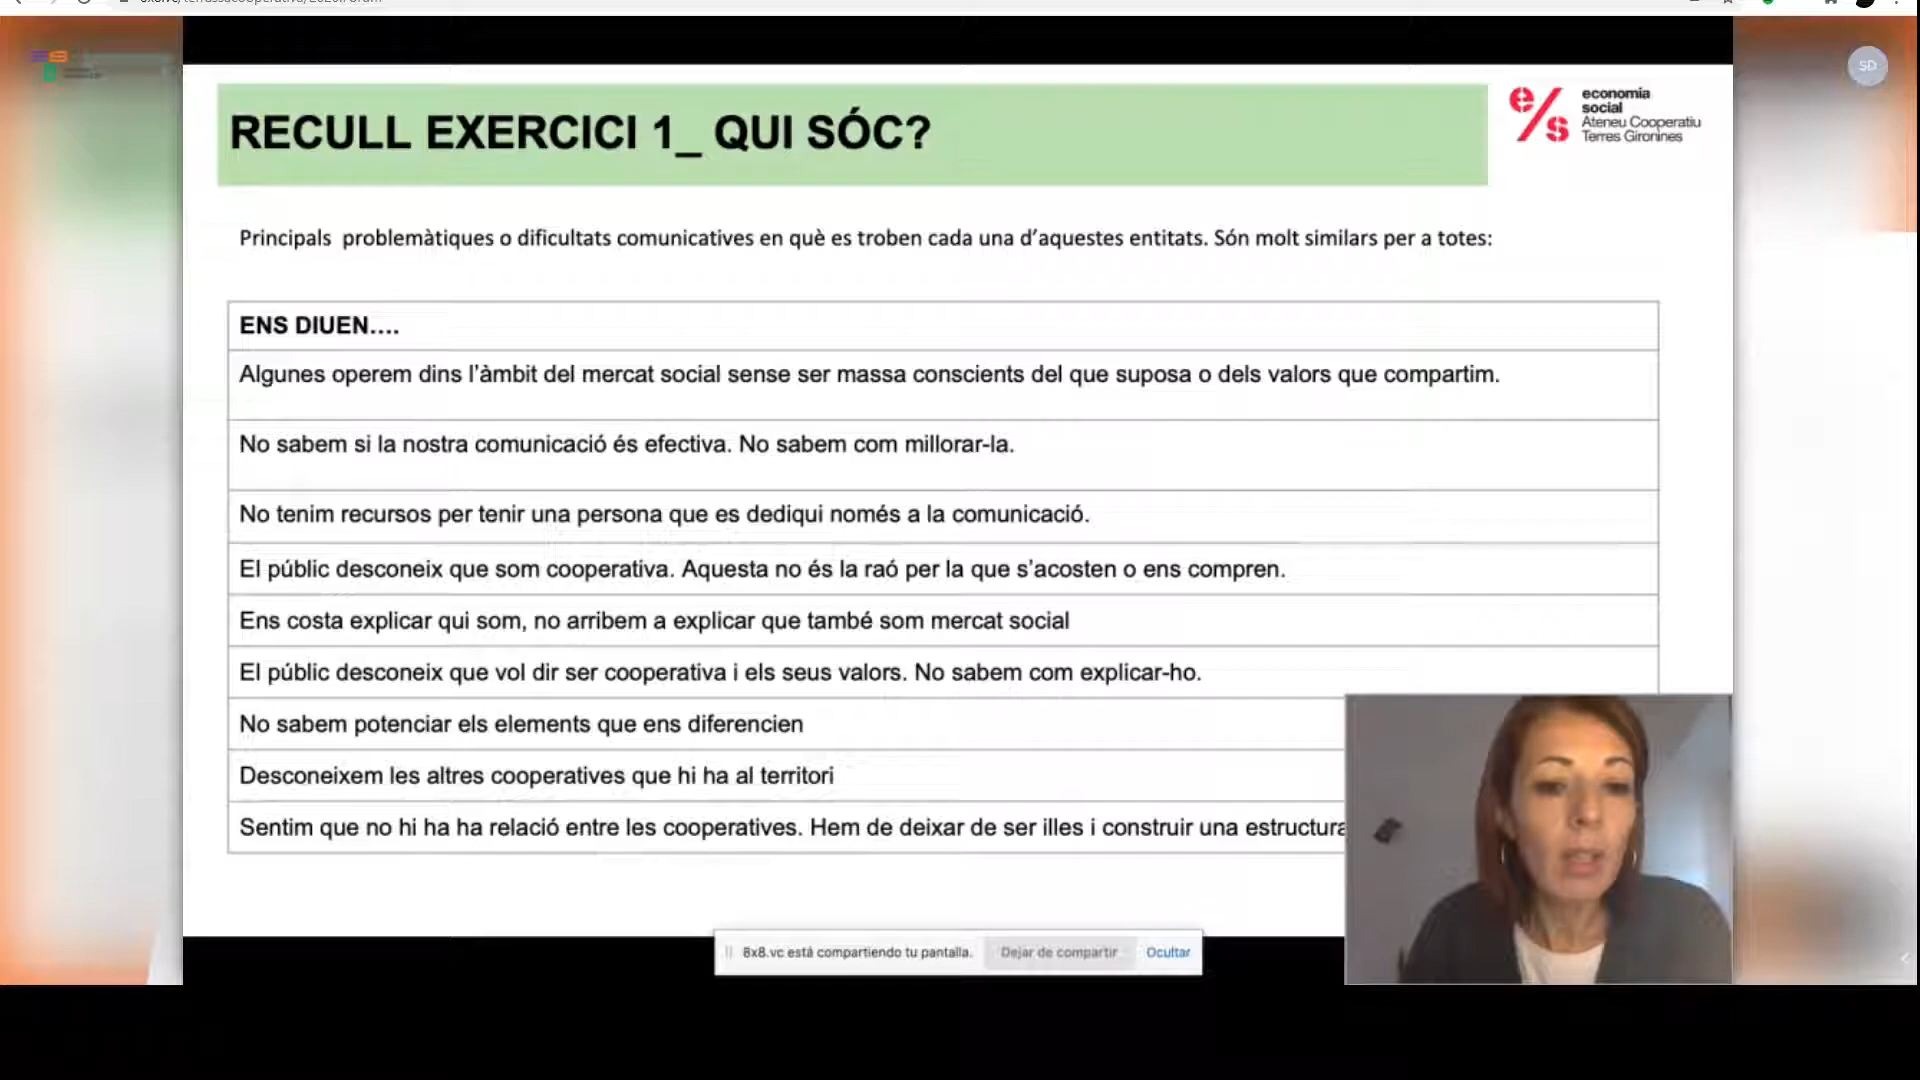 SD
RECULL EXERCICI 1_ QUI SÓC?
e/s
economia
social
Ateneu Cooperatiu
Terres Gironines
Principals problemàtiques o dificultats comunicatives en què es troben cada una d’aquestes entitats. Són molt similars per a totes:
ENS DIUEN….
Algunes operem dins l’àmbit del mercat social sense ser massa conscients del que suposa o dels valors que compartim.
No sabem si la nostra comunicació és efectiva. No sabem com millorar-la.
No tenim recursos per tenir una persona que es dediqui només a la comunicació.
El públic desconeix que som cooperativa. Aquesta no és la raó per la que s’acosten o ens compren.
Ens costa explicar qui som, no arribem a explicar que també som mercat social
El públic desconeix que vol dir ser cooperativa i els seus valors. No sabem com explicar-ho.
No sabem potenciar els elements que ens diferencien
Desconeixem les altres cooperatives que hi ha al territori
Sentim que no hi ha ha relació entre les cooperatives. Hem de deixar de ser illes i construir una estructura
8x8.vc está compartiendo tu pantalla. Dejar de compartir Ocultar